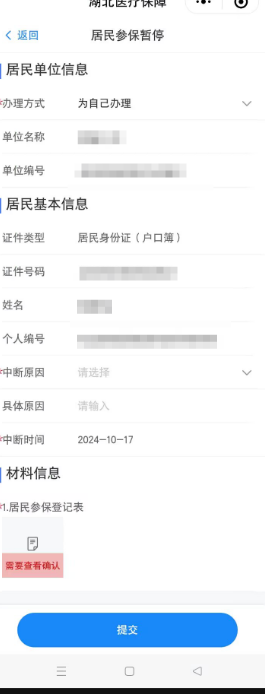 湖北医疗保障
返回 居民参保暂停
居民单位信息
*办理方式 为自己办理
单位名称
单位编号
居民基本信息
证件类型 居民身份证（户口簿）
证件号码
姓名
个人编号
*中断原因 请选择
具体原因 请输入
*中断时间 2024-10-17
材料信息
*1.居民参保登记表
需要查看确认
提交